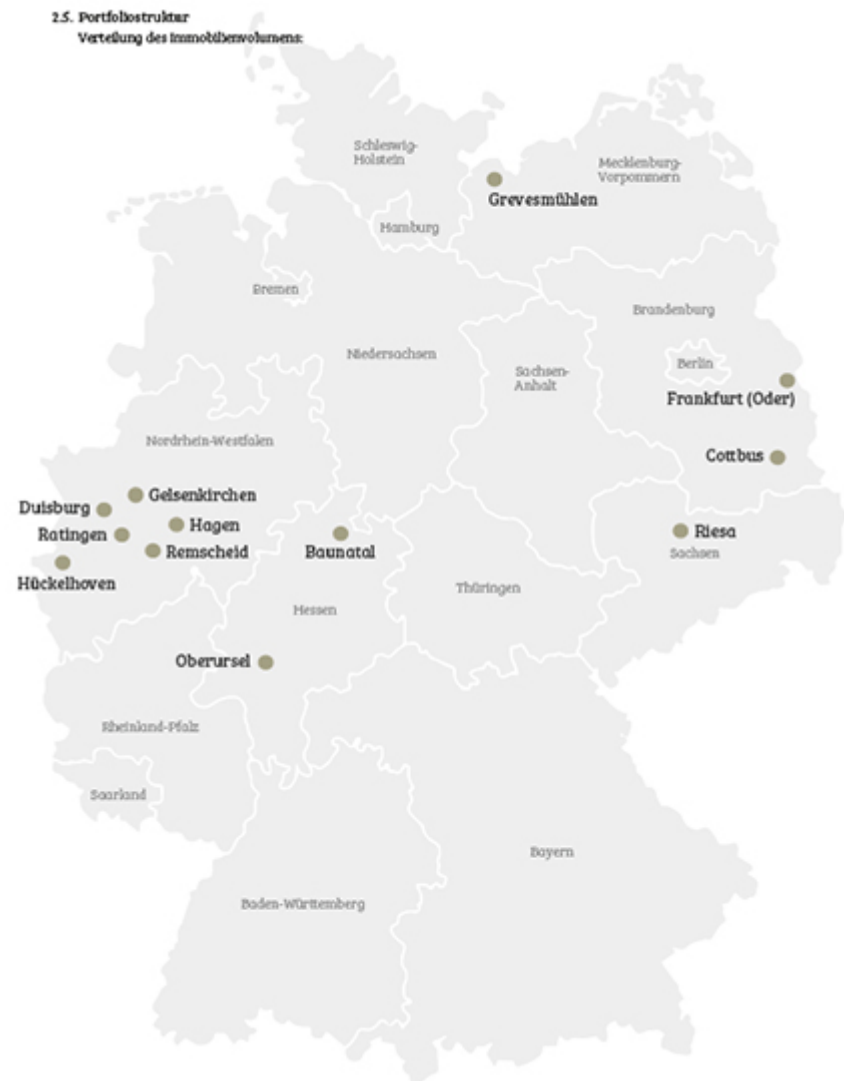 2.5. Portfoliostruktur
Verteilung des Immobilienvolumens:
Schleswig-
Holstein
Mecklenburg-
Vorpommern
Grevesmühlen
Hamburg
Bremen
Brandenburg
Niedersachsen
Berlin
Sachsen-
Anhalt
Frankfurt (Oder)
Nordrhein-Westfalen
Cottbus
Gelsenkirchen
Duisburg
Hagen
Ratingen
Riesa
Remscheid
Baunatal
Sachsen
Hückelhoven
Thüringen
Hessen
Oberursel
Rheinland-Pfalz
Saarland
Bayern
Baden-Württemberg